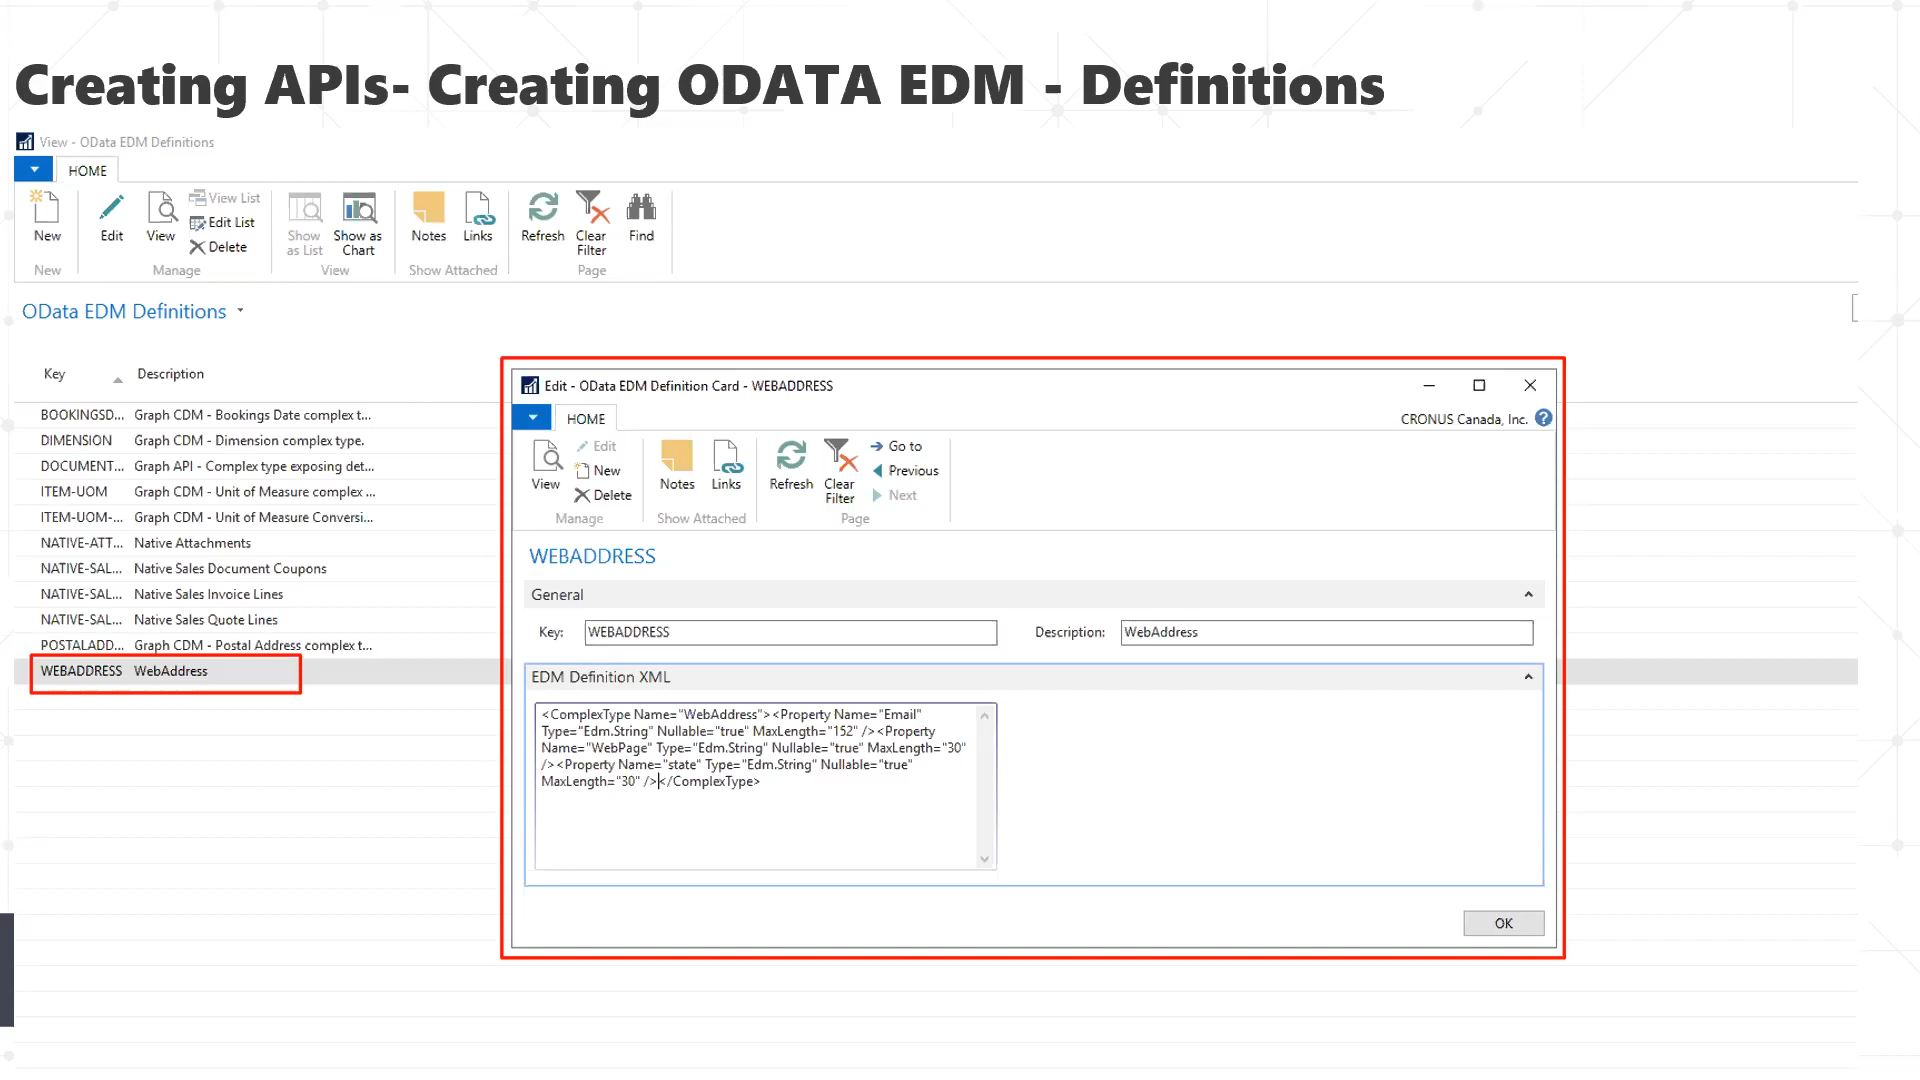 Creating APIs- Creating ODATA EDM - Definitions
View - OData EDM Definitions
HOME
New
Edit
View
View List
Edit List
Delete
Show as List
Show as Chart
Notes
Links
Refresh
Clear Filter
Find
New
Manage
View
Show Attached
Page
OData EDM Definitions
Key Description
BOOKINGSD... Graph CDM - Bookings Date complex t...
DIMENSION Graph CDM - Dimension complex type.
DOCUMENT... Graph API - Complex type exposing det...
ITEM-UOM Graph CDM - Unit of Measure complex ...
ITEM-UOM-... Graph CDM - Unit of Measure Conversi...
NATIVE-ATT... Native Attachments
NATIVE-SAL... Native Sales Document Coupons
NATIVE-SAL... Native Sales Invoice Lines
NATIVE-SAL... Native Sales Quote Lines
POSTALADD... Graph CDM - Postal Address complex t...
WEBADDRESS WebAddress
Edit - OData EDM Definition Card - WEBADDRESS
HOME
CRONUS Canada, Inc. ?
View
Edit
New
Delete
Notes
Links
Refresh
Clear Filter
Go to
Previous
Next
Manage
Show Attached
Page
WEBADDRESS
General
Key: WEBADDRESS Description: WebAddress
EDM Definition XML
<ComplexType Name="WebAddress"><Property Name="Email"
Type="Edm.String" Nullable="true" MaxLength="152" /><Property
Name="WebPage" Type="Edm.String" Nullable="true" MaxLength="30"
/><Property Name="state" Type="Edm.String" Nullable="true"
MaxLength="30" /></ComplexType>
OK